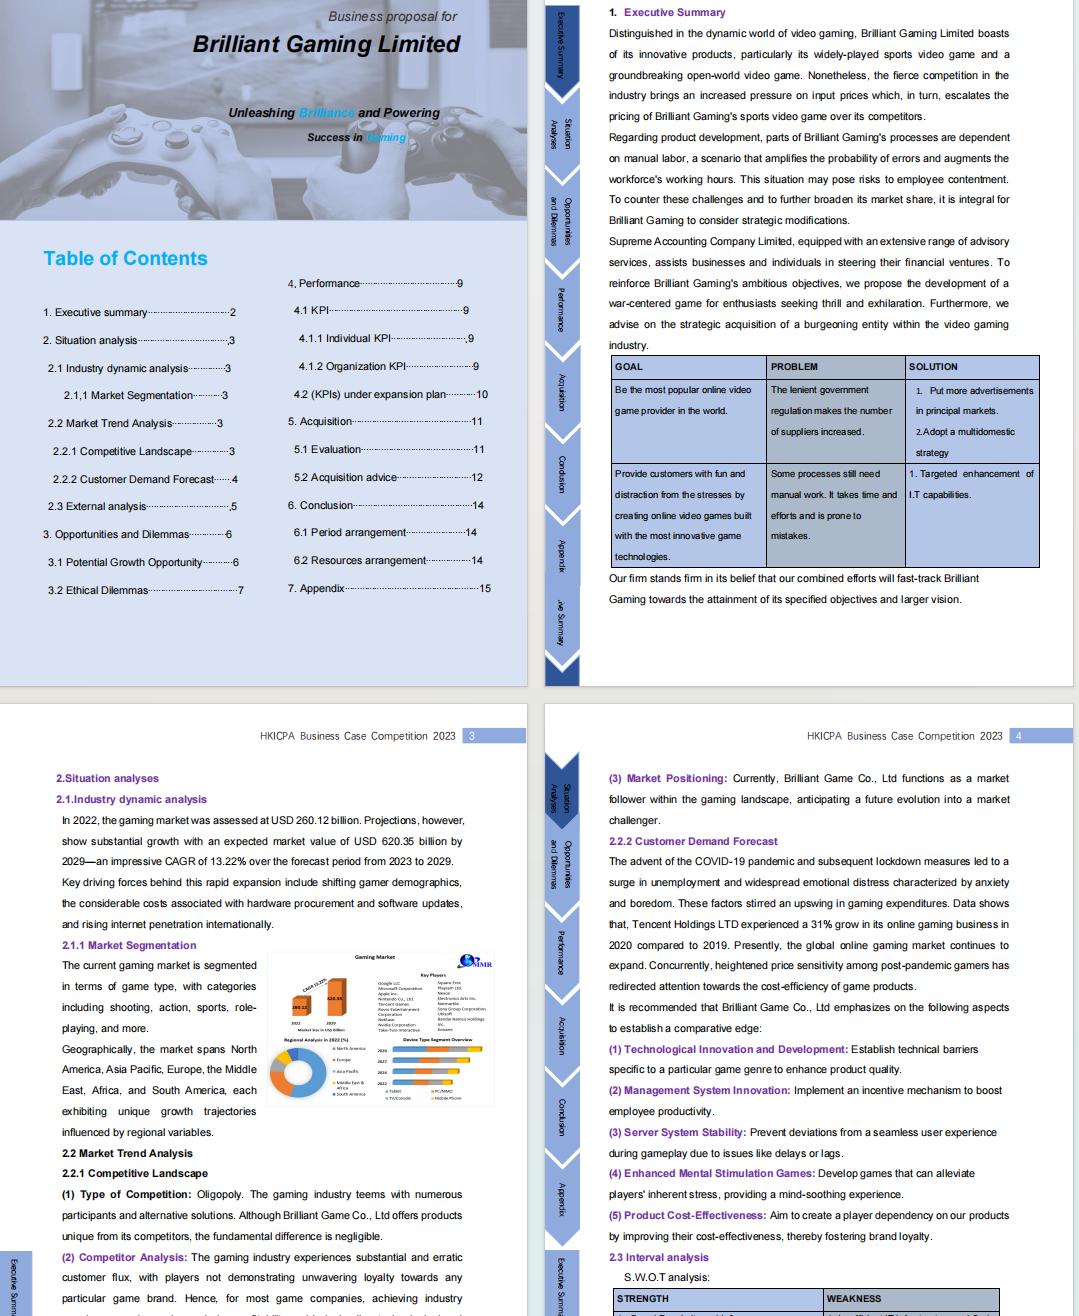 Business proposal for
Brilliant Gaming Limited
Unleashing Brilliance and Powering
Success in Gaming
Table of Contents
1. Executive summary 2
2. Situation analysis 3
2.1 Industry dynamic analysis 3
2.1,1 Market Segmentation 3
2.2 Market Trend Analysis 3
2.2.1 Competitive Landscape 3
2.2.2 Customer Demand Forecast 4
2.3 External analysis 5
3. Opportunities and Dilemmas 6
3.1 Potential Growth Opportunity 6
3.2 Ethical Dilemmas 7
4. Performance 9
4.1 KPI 9
4.1.1 Individual KPI 9
4.1.2 Organization KPI 9
4.2 (KPIs) under expansion plan 10
5. Acquisition 11
5.1 Evaluation 11
5.2 Acquisition advice 12
6. Conclusion 14
6.1 Period arrangement 14
6.2 Resources arrangement 14
7. Appendix 15
Executive Summary
Situation
Analyses
Opportunities
and Dilemmas
Performance
Acquisition
Conclusion
Appendix
ive Summary
1. Executive Summary
Distinguished in the dynamic world of video gaming, Brilliant Gaming Limited boasts
of its innovative products, particularly its widely-played sports video game and a
groundbreaking open-world video game. Nonetheless, the fierce competition in the
industry brings an increased pressure on input prices which, in turn, escalates the
pricing of Brilliant Gaming's sports video game over its competitors.
Regarding product development, parts of Brilliant Gaming's processes are dependent
on manual labor, a scenario that amplifies the probability of errors and augments the
workforce's working hours. This situation may pose risks to employee contentment.
To counter these challenges and to further broaden its market share, it is integral for
Brilliant Gaming to consider strategic modifications.
Supreme Accounting Company Limited, equipped with an extensive range of advisory
services, assists businesses and individuals in steering their financial ventures. To
reinforce Brilliant Gaming's ambitious objectives, we propose the development of a
war-centered game for enthusiasts seeking thrill and exhilaration. Furthermore, we
advise on the strategic acquisition of a burgeoning entity within the video gaming
industry.
GOAL PROBLEM SOLUTION
Be the most popular online video
game provider in the world.
The lenient government
regulation makes the number
of suppliers increased.
1. Put more advertisements
in principal markets.
2.Adopt a multidomestic
strategy
Provide customers with fun and
distraction from the stresses by
creating online video games built
with the most innovative game
technologies.
Some processes still need
manual work. It takes time and
efforts and is prone to
mistakes.
1. Targeted enhancement of
I.T capabilities.
Our firm stands firm in its belief that our combined efforts will fast-track Brilliant
Gaming towards the attainment of its specified objectives and larger vision.
HKICPA Business Case Competition 2023 3
2.Situation analyses
2.1.Industry dynamic analysis
In 2022, the gaming market was assessed at USD 260.12 billion. Projections, however,
show substantial growth with an expected market value of USD 620.35 billion by
2029—an impressive CAGR of 13.22% over the forecast period from 2023 to 2029.
Key driving forces behind this rapid expansion include shifting gamer demographics,
the considerable costs associated with hardware procurement and software updates,
and rising internet penetration internationally.
2.1.1 Market Segmentation
The current gaming market is segmented
in terms of game type, with categories
including shooting, action, sports, role-
playing, and more.
Geographically, the market spans North
America, Asia Pacific, Europe, the Middle
East, Africa, and South America, each
exhibiting unique growth trajectories
influenced by regional variables.
Gaming Market
MMR
CAGR 13.22%
260.12
620.35
2022
2029
Market Size in US$ Billion
Key Players
Google LLC
Microsoft Corporation
Apple Inc.
Nintendo Co., Ltd.
Tencent Games
Rovio Entertainment
Corporation
NetEase
Nvidia Corporation
Take-Two Interactive
Square Enix
Playsam Ltd.
Nexon
Electronics Arts Inc.
Netmarble
Sony Group Corporation
Ubisoft
Bandai Namco Holdings
Inc.
Konami
Regional Analysis in 2022 (%)
North America
Europe
Asia Pacific
Middle East &
Africa
South America
Device Type Segment Overview
2029
2027
2024
2022
Tablet
PC/MMO
TV/Console
Mobile Phone
2.2 Market Trend Analysis
2.2.1 Competitive Landscape
(1) Type of Competition: Oligopoly. The gaming industry teems with numerous
participants and alternative solutions. Although Brilliant Game Co., Ltd offers products
unique from its competitors, the fundamental difference is negligible.
(2) Competitor Analysis: The gaming industry experiences substantial and erratic
customer flux, with players not demonstrating unwavering loyalty towards any
particular game brand. Hence, for most game companies, achieving industry
Executive Summ
HKICPA Business Case Competition 2023 4
Situation
Analyses
Opportunities
and Dilemmas
Performance
Acquisition
Conclusion
Appendix
Executive Summ
(3) Market Positioning: Currently, Brilliant Game Co., Ltd functions as a market
follower within the gaming landscape, anticipating a future evolution into a market
challenger.
2.2.2 Customer Demand Forecast
The advent of the COVID-19 pandemic and subsequent lockdown measures led to a
surge in unemployment and widespread emotional distress characterized by anxiety
and boredom. These factors stirred an upswing in gaming expenditures. Data shows
that, Tencent Holdings LTD experienced a 31% grow in its online gaming business in
2020 compared to 2019. Presently, the global online gaming market continues to
expand. Concurrently, heightened price sensitivity among post-pandemic gamers has
redirected attention towards the cost-efficiency of game products.
It is recommended that Brilliant Game Co., Ltd emphasizes on the following aspects
to establish a comparative edge:
(1) Technological Innovation and Development: Establish technical barriers
specific to a particular game genre to enhance product quality.
(2) Management System Innovation: Implement an incentive mechanism to boost
employee productivity.
(3) Server System Stability: Prevent deviations from a seamless user experience
during gameplay due to issues like delays or lags.
(4) Enhanced Mental Stimulation Games: Develop games that can alleviate
players' inherent stress, providing a mind-soothing experience.
(5) Product Cost-Effectiveness: Aim to create a player dependency on our products
by improving their cost-effectiveness, thereby fostering brand loyalty.
2.3 Interval analysis
S.W.O.T analysis:
STRENGTH WEAKNESS